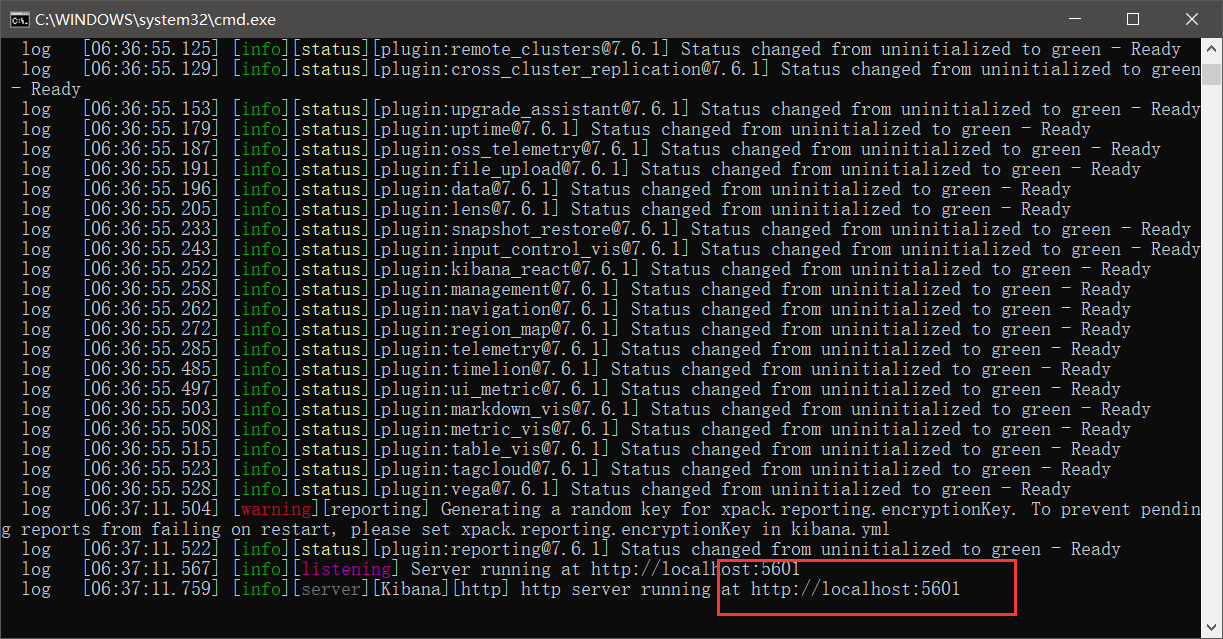 C:\WINDOWS\system32\cmd.exe
log [06:36:55.125] [info][status][plugin:remote_clusters@7.6.1] Status changed from uninitialized to green - Ready
log [06:36:55.129] [info][status][plugin:cross_cluster_replication@7.6.1] Status changed from uninitialized to green
- Ready
log [06:36:55.153] [info][status][plugin:upgrade_assistant@7.6.1] Status changed from uninitialized to green - Ready
log [06:36:55.179] [info][status][plugin:uptime@7.6.1] Status changed from uninitialized to green - Ready
log [06:36:55.187] [info][status][plugin:oss_telemetry@7.6.1] Status changed from uninitialized to green - Ready
log [06:36:55.191] [info][status][plugin:file_upload@7.6.1] Status changed from uninitialized to green - Ready
log [06:36:55.196] [info][status][plugin:data@7.6.1] Status changed from uninitialized to green - Ready
log [06:36:55.205] [info][status][plugin:lens@7.6.1] Status changed from uninitialized to green - Ready
log [06:36:55.233] [info][status][plugin:snapshot_restore@7.6.1] Status changed from uninitialized to green - Ready
log [06:36:55.243] [info][status][plugin:input_control_vis@7.6.1] Status changed from uninitialized to green - Ready
log [06:36:55.252] [info][status][plugin:kibana_react@7.6.1] Status changed from uninitialized to green - Ready
log [06:36:55.258] [info][status][plugin:management@7.6.1] Status changed from uninitialized to green - Ready
log [06:36:55.262] [info][status][plugin:navigation@7.6.1] Status changed from uninitialized to green - Ready
log [06:36:55.272] [info][status][plugin:region_map@7.6.1] Status changed from uninitialized to green - Ready
log [06:36:55.285] [info][status][plugin:telemetry@7.6.1] Status changed from uninitialized to green - Ready
log [06:36:55.485] [info][status][plugin:timelion@7.6.1] Status changed from uninitialized to green - Ready
log [06:36:55.497] [info][status][plugin:ui_metric@7.6.1] Status changed from uninitialized to green - Ready
log [06:36:55.503] [info][status][plugin:markdown_vis@7.6.1] Status changed from uninitialized to green - Ready
log [06:36:55.508] [info][status][plugin:metric_vis@7.6.1] Status changed from uninitialized to green - Ready
log [06:36:55.515] [info][status][plugin:table_vis@7.6.1] Status changed from uninitialized to green - Ready
log [06:36:55.523] [info][status][plugin:tagcloud@7.6.1] Status changed from uninitialized to green - Ready
log [06:36:55.528] [info][status][plugin:vega@7.6.1] Status changed from uninitialized to green - Ready
log [06:37:11.504] [warning][reporting] Generating a random key for xpack.reporting.encryptionKey. To prevent pendin
g reports from failing on restart, please set xpack.reporting.encryptionKey in kibana.yml
log [06:37:11.522] [info][status][plugin:reporting@7.6.1] Status changed from uninitialized to green - Ready
log [06:37:11.567] [info][listening] Server running at http://localhost:5601
log [06:37:11.759] [info][server][Kibana][http] http server running at http://localhost:5601